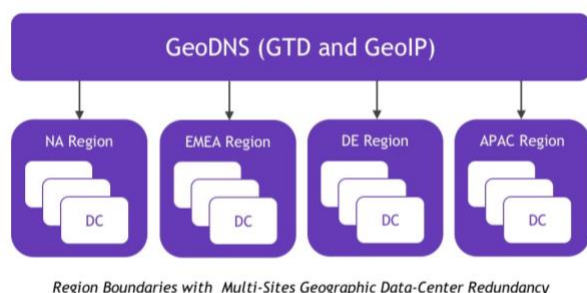 GeoDNS (GTD and GeoIP)
NA Region
EMEA Region
DE Region
APAC Region
DC
DC
DC
DC
Region Boundaries with Multi-Sites Geographic Data-Center Redundancy